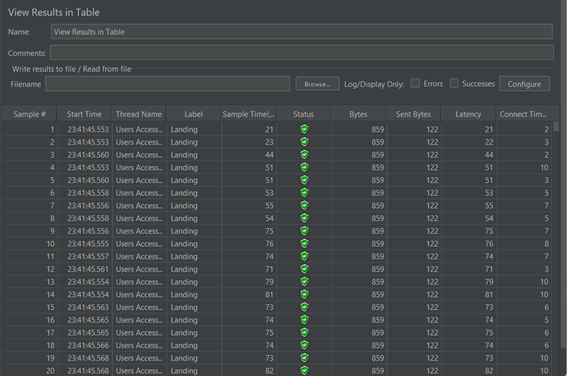 View Results in Table
Name: View Results in Table
Comments:
Write results to file / Read from file
Filename Browse... Log/Display Only: Errors Successes Configure
Sample # Start Time Thread Name Label Sample Time(... Status Bytes Sent Bytes Latency Connect Tim...
1 23:41:45.553 Users Access... Landing 21 859 122 21 2
2 23:41:45.553 Users Access... Landing 23 859 122 22 3
3 23:41:45.560 Users Access... Landing 44 859 122 44 2
4 23:41:45.553 Users Access... Landing 51 859 122 51 10
5 23:41:45.560 Users Access... Landing 51 859 122 51 3
6 23:41:45.558 Users Access... Landing 53 859 122 53 5
7 23:41:45.556 Users Access... Landing 55 859 122 55 7
8 23:41:45.558 Users Access... Landing 54 859 122 54 5
9 23:41:45.556 Users Access... Landing 75 859 122 75 7
10 23:41:45.555 Users Access... Landing 76 859 122 76 8
11 23:41:45.557 Users Access... Landing 74 859 122 74 7
12 23:41:45.561 Users Access... Landing 71 859 122 71 3
13 23:41:45.554 Users Access... Landing 79 859 122 79 10
14 23:41:45.554 Users Access... Landing 81 859 122 81 10
15 23:41:45.563 Users Access... Landing 73 859 122 73 6
16 23:41:45.565 Users Access... Landing 74 859 122 74 5
17 23:41:45.565 Users Access... Landing 75 859 122 75 6
18 23:41:45.566 Users Access... Landing 74 859 122 74 6
19 23:41:45.568 Users Access... Landing 73 859 122 73 10
20 23:41:45.568 Users Access... Landing 82 859 122 82 10